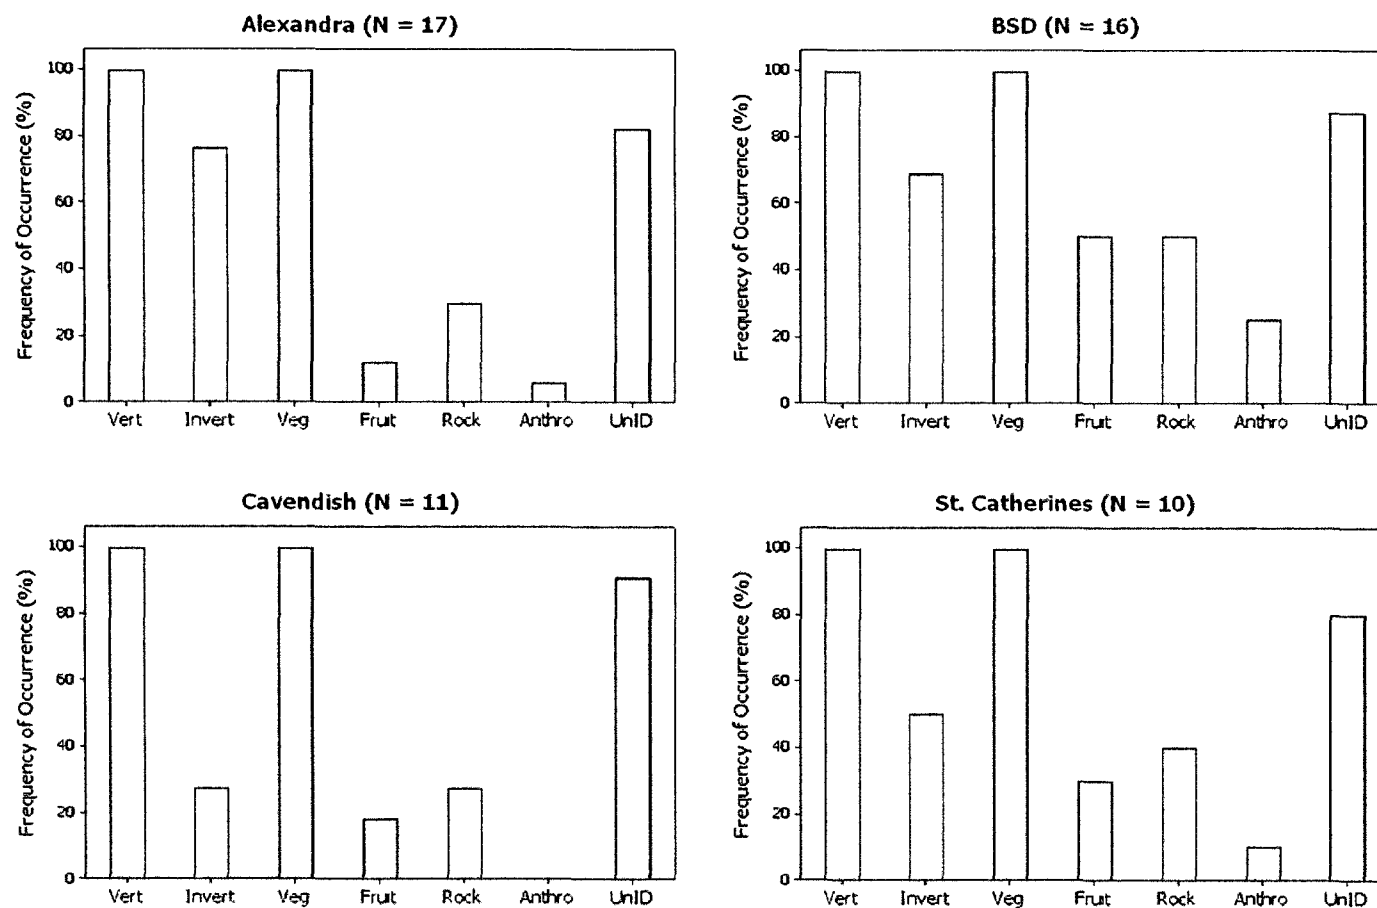 Alexandra (N = 17)
Frequency of Occurrence (%)
100
80
60
40
20
0
Vert Invert Veg Fruit Rock Anthro UnID
BSD (N = 16)
Frequency of Occurrence (%)
100
80
60
40
20
0
Vert Invert Veg Fruit Rock Anthro UnID
Cavendish (N = 11)
Frequency of Occurrence (%)
100
80
60
40
20
0
Vert Invert Veg Fruit Rock Anthro UnID
St. Catherines (N = 10)
Frequency of Occurrence (%)
100
80
60
40
20
0
Vert Invert Veg Fruit Rock Anthro UnID